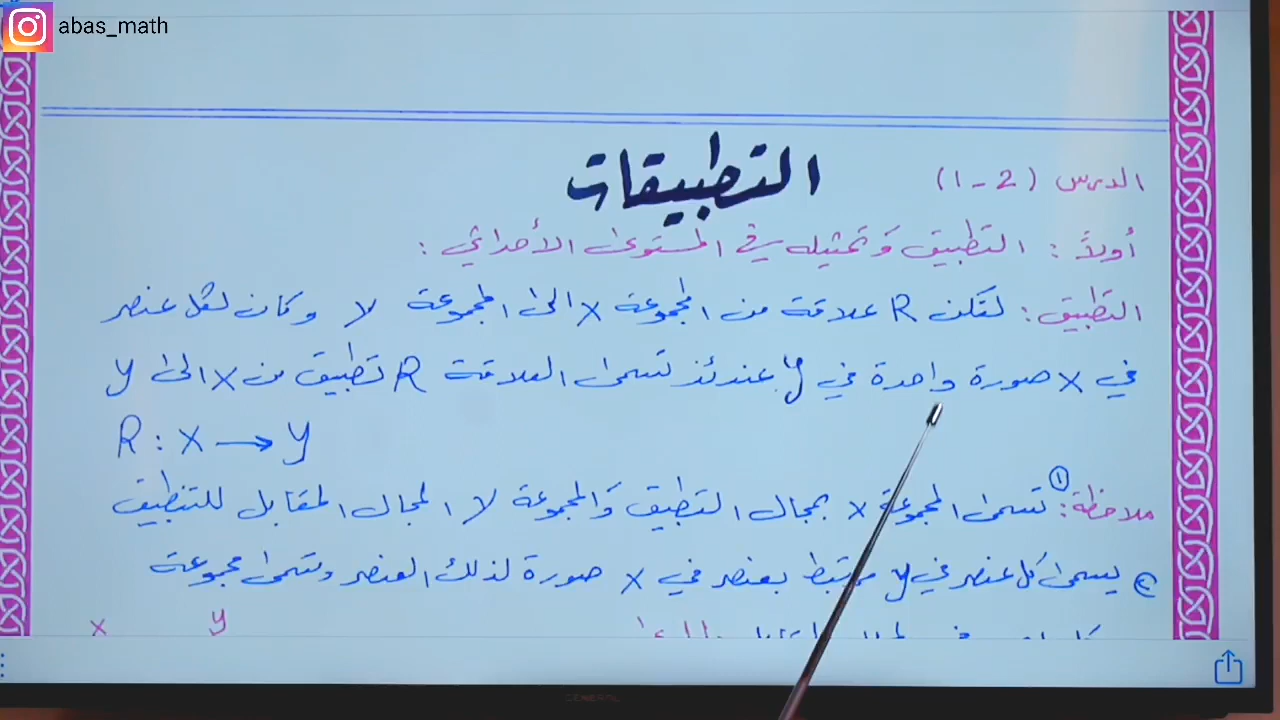 abas_math
التطبيقات
الدرس (2-1)
أولاً: التطبيق وتمثيله في المستوى الأحداثي:
التطبيق: لتكن R علاقة من المجموعة X الى المجموعة y وكان لكل عنصر
في X صورة واحدة في y عندئذ تسمى العلاقة R تطبيق من X الى y
R : X → y
ملاحظة: ① تسمى المجموعة X بمجال التطبيق والمجموعة y المجال المقابل للتطبيق
② يسمى كل عنصر في y مرتبط بعنصر في X صورة لذلك العنصر وتسمى مجموعة
X y
GENERAL